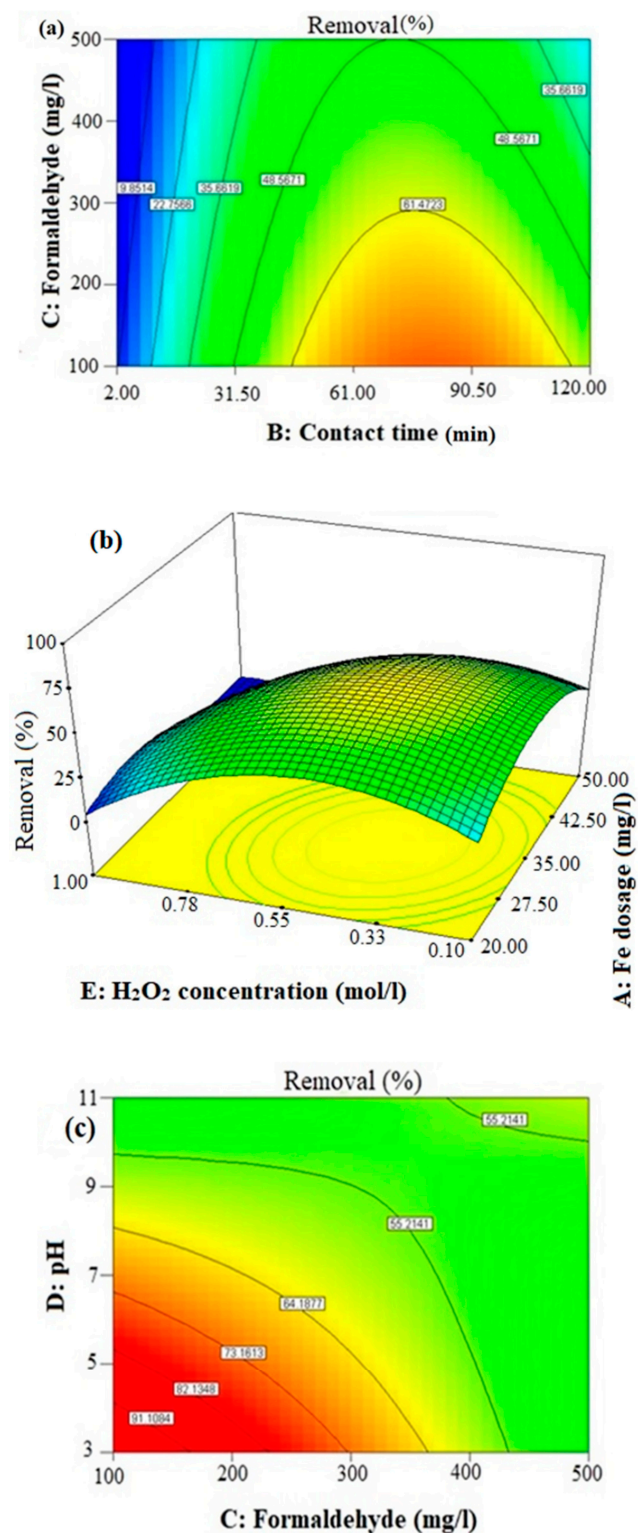 (a)
Removal(%)
C: Formaldehyde (mg/l)
500
400
300
200
100
35.6619
48.5671
48.5671
61.4723
35.6619
22.7566
9.8514
2.00 31.50 61.00 90.50 120.00
B: Contact time (min)
(b)
Removal (%)
100
75
50
25
0
1.00
0.78
0.55
0.33
0.10
20.00
27.50
35.00
42.50
50.00
E: H₂O₂ concentration (mol/l)
A: Fe dosage (mg/l)
Removal (%)
(c)
D: pH
11
9
7
5
3
55.2141
55.2141
64.1877
73.1613
82.1348
91.1084
100 200 300 400 500
C: Formaldehyde (mg/l)